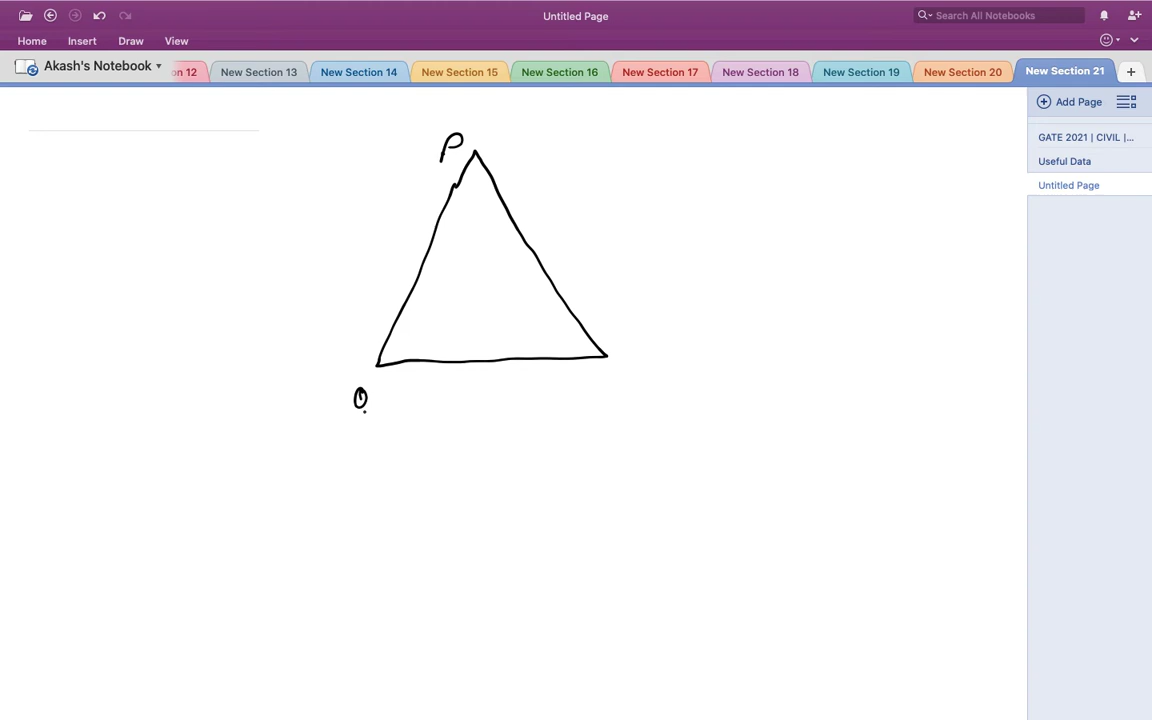 Untitled Page
Search All Notebooks
Home Insert Draw View
Akash's Notebook
on 12 New Section 13 New Section 14 New Section 15 New Section 16 New Section 17 New Section 18 New Section 19 New Section 20 New Section 21 +
Add Page
GATE 2021 | CIVIL |...
Useful Data
Untitled Page
P
Q